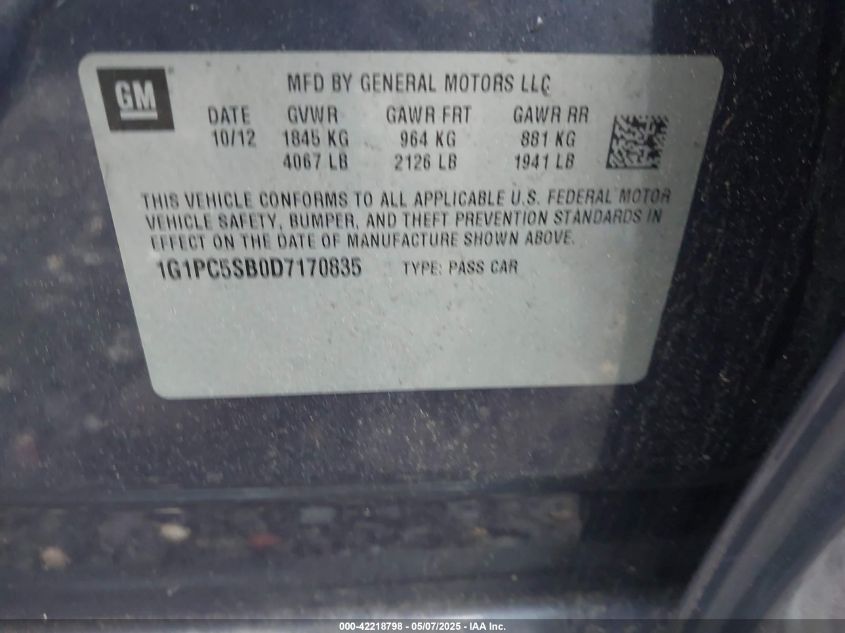 GM
MFD BY GENERAL MOTORS LLC
DATE GVWR GAWR FRT GAWR RR
10/12 1845 KG 964 KG 881 KG
4067 LB 2126 LB 1941 LB
THIS VEHICLE CONFORMS TO ALL APPLICABLE U.S. FEDERAL MOTOR
VEHICLE SAFETY, BUMPER, AND THEFT PREVENTION STANDARDS IN
EFFECT ON THE DATE OF MANUFACTURE SHOWN ABOVE.
1G1PC5SB0D7170835 TYPE: PASS CAR
000-42218798 - 05/07/2025 - IAA Inc.